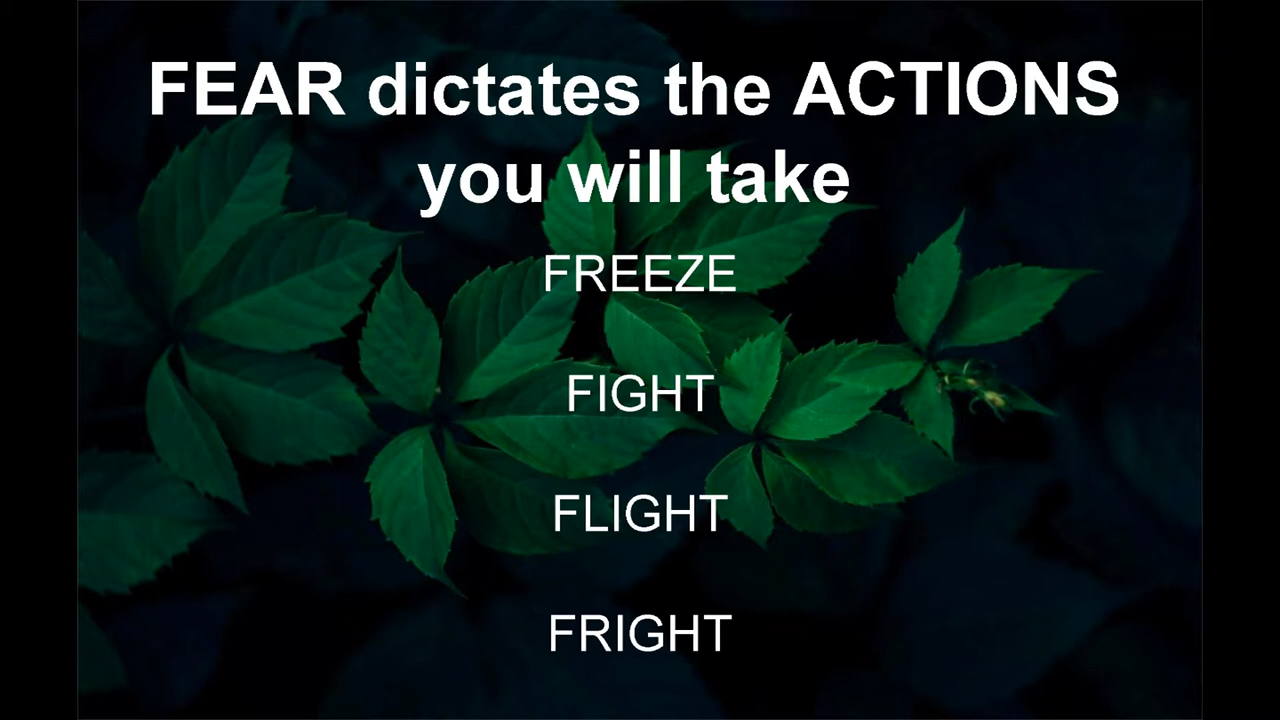 FEAR dictates the ACTIONS
you will take
FREEZE
FIGHT
FLIGHT
FRIGHT